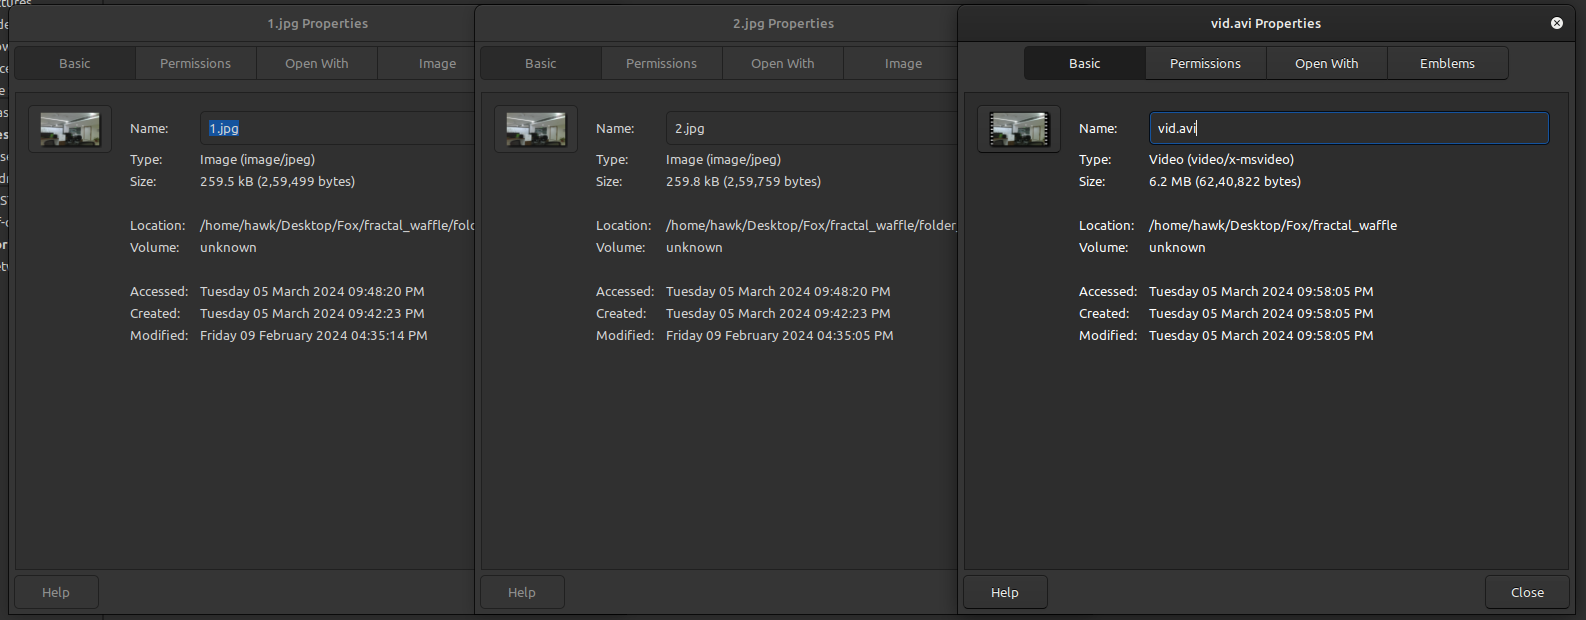 1.jpg Properties
Basic Permissions Open With Image
Name: 1.jpg
Type: Image (image/jpeg)
Size: 259.5 kB (2,59,499 bytes)
Location: /home/hawk/Desktop/Fox/fractal_waffle/fold
Volume: unknown
Accessed: Tuesday 05 March 2024 09:48:20 PM
Created: Tuesday 05 March 2024 09:42:23 PM
Modified: Friday 09 February 2024 04:35:14 PM
Help
2.jpg Properties
Basic Permissions Open With Image
Name: 2.jpg
Type: Image (image/jpeg)
Size: 259.8 kB (2,59,759 bytes)
Location: /home/hawk/Desktop/Fox/fractal_waffle/folder_
Volume: unknown
Accessed: Tuesday 05 March 2024 09:48:20 PM
Created: Tuesday 05 March 2024 09:42:23 PM
Modified: Friday 09 February 2024 04:35:05 PM
Help
vid.avi Properties
Basic Permissions Open With Emblems
Name: vid.avi
Type: Video (video/x-msvideo)
Size: 6.2 MB (62,40,822 bytes)
Location: /home/hawk/Desktop/Fox/fractal_waffle
Volume: unknown
Accessed: Tuesday 05 March 2024 09:58:05 PM
Created: Tuesday 05 March 2024 09:58:05 PM
Modified: Tuesday 05 March 2024 09:58:05 PM
Help Close